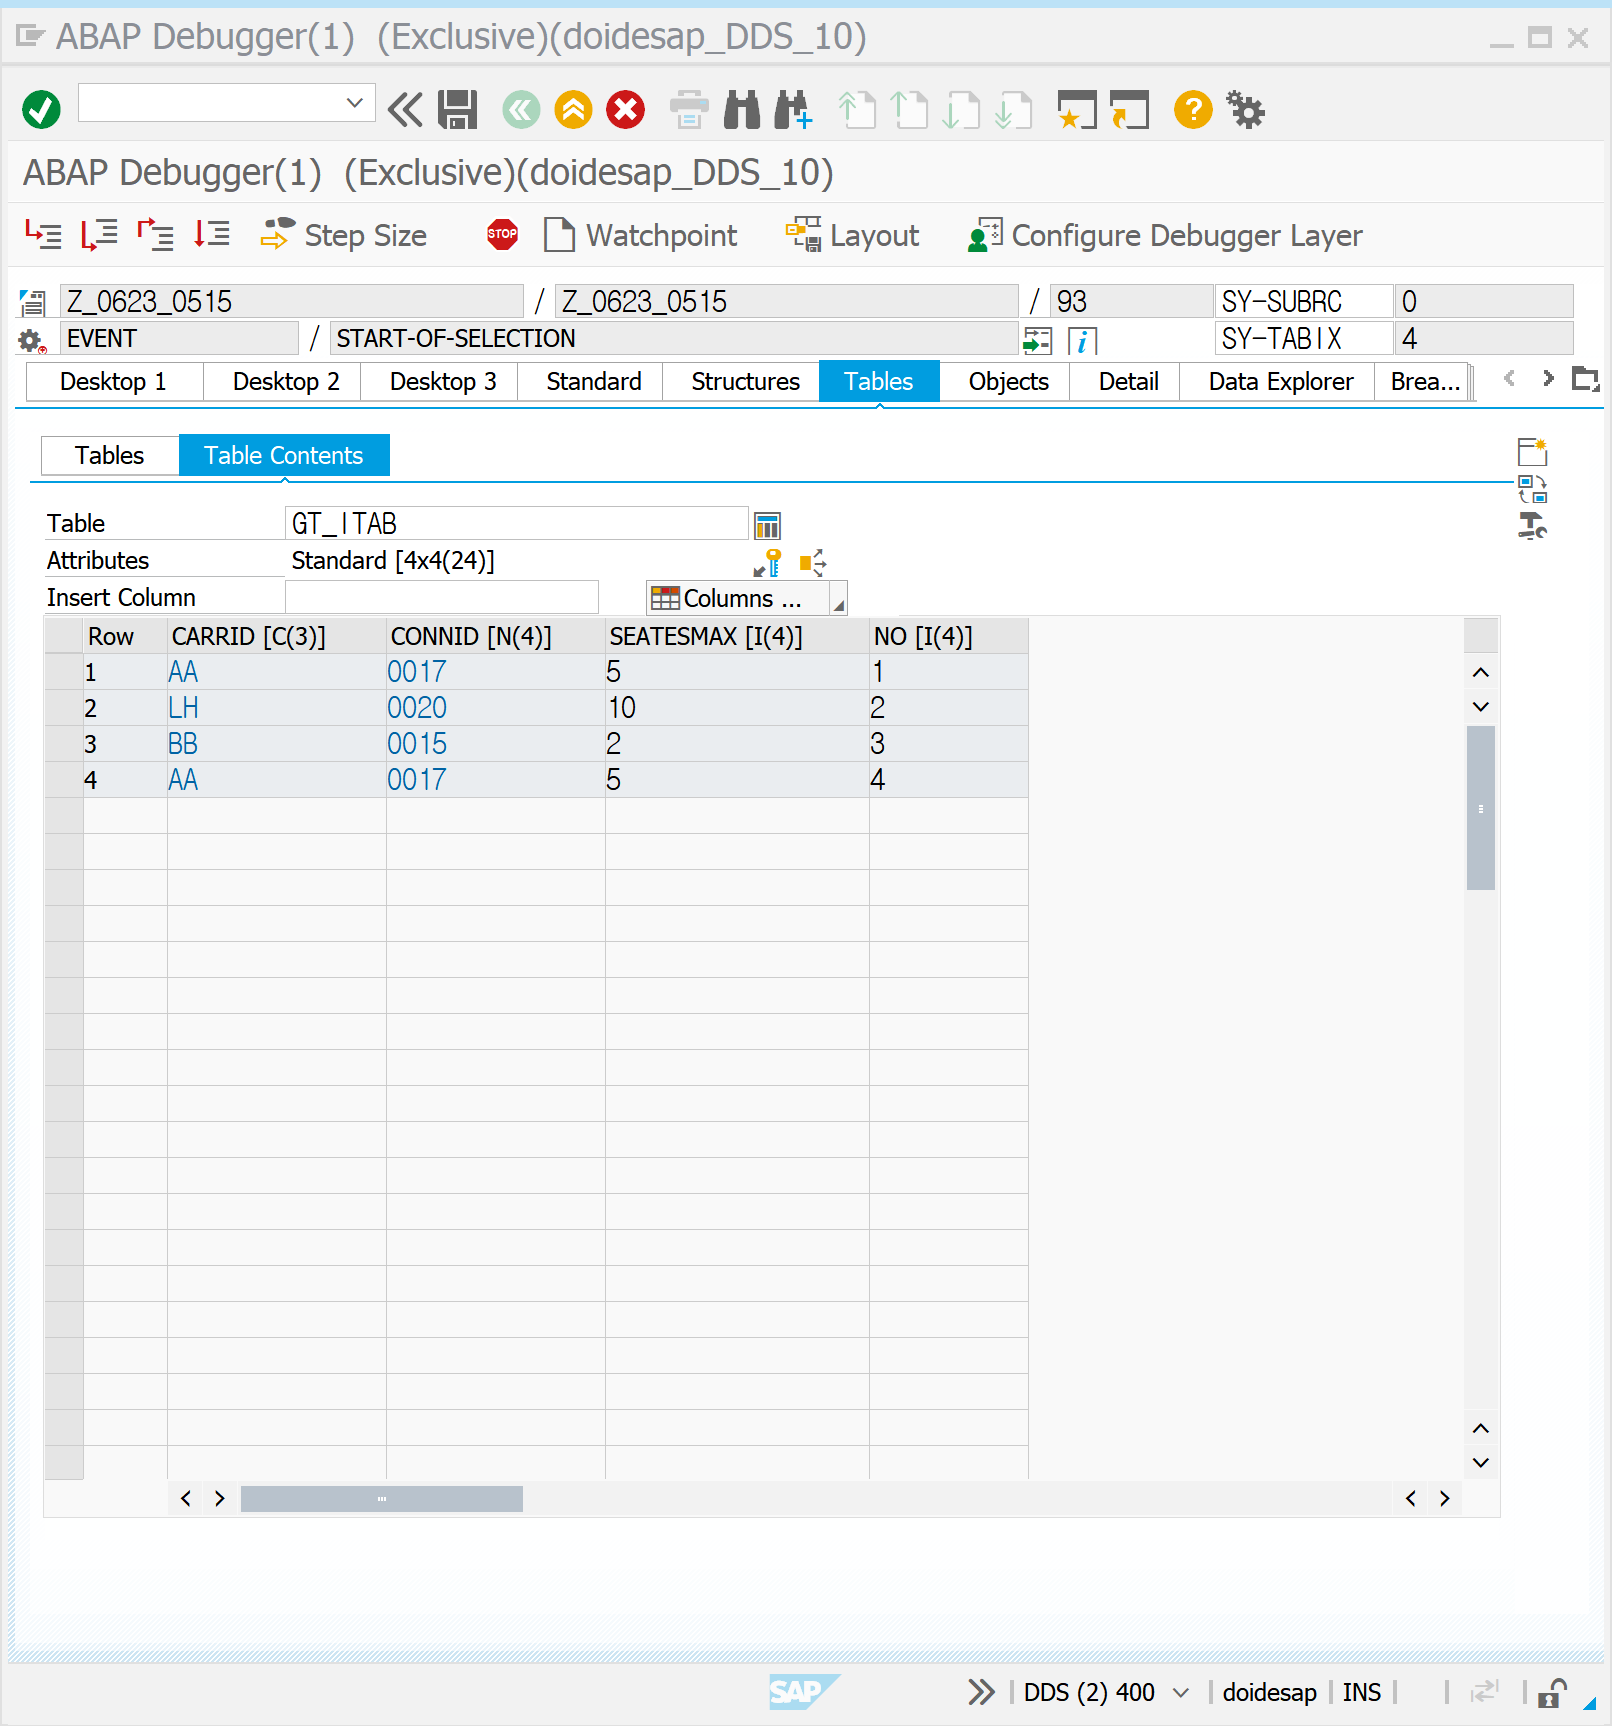 ABAP Debugger(1) (Exclusive)(doidesap_DDS_10)
ABAP Debugger(1) (Exclusive)(doidesap_DDS_10)
Step Size STOP Watchpoint Layout Configure Debugger Layer
Z_0623_0515 / Z_0623_0515 / 93 SY-SUBRC 0
EVENT / START-OF-SELECTION SY-TABIX 4
Desktop 1 Desktop 2 Desktop 3 Standard Structures Tables Objects Detail Data Explorer Brea...
Tables Table Contents
Table GT_ITAB
Attributes Standard [4x4(24)]
Insert Column Columns ...
Row CARRID [C(3)] CONNID [N(4)] SEATESMAX [I(4)] NO [I(4)]
1 AA 0017 5 1
2 LH 0020 10 2
3 BB 0015 2 3
4 AA 0017 5 4
SAP DDS (2) 400 doidesap INS